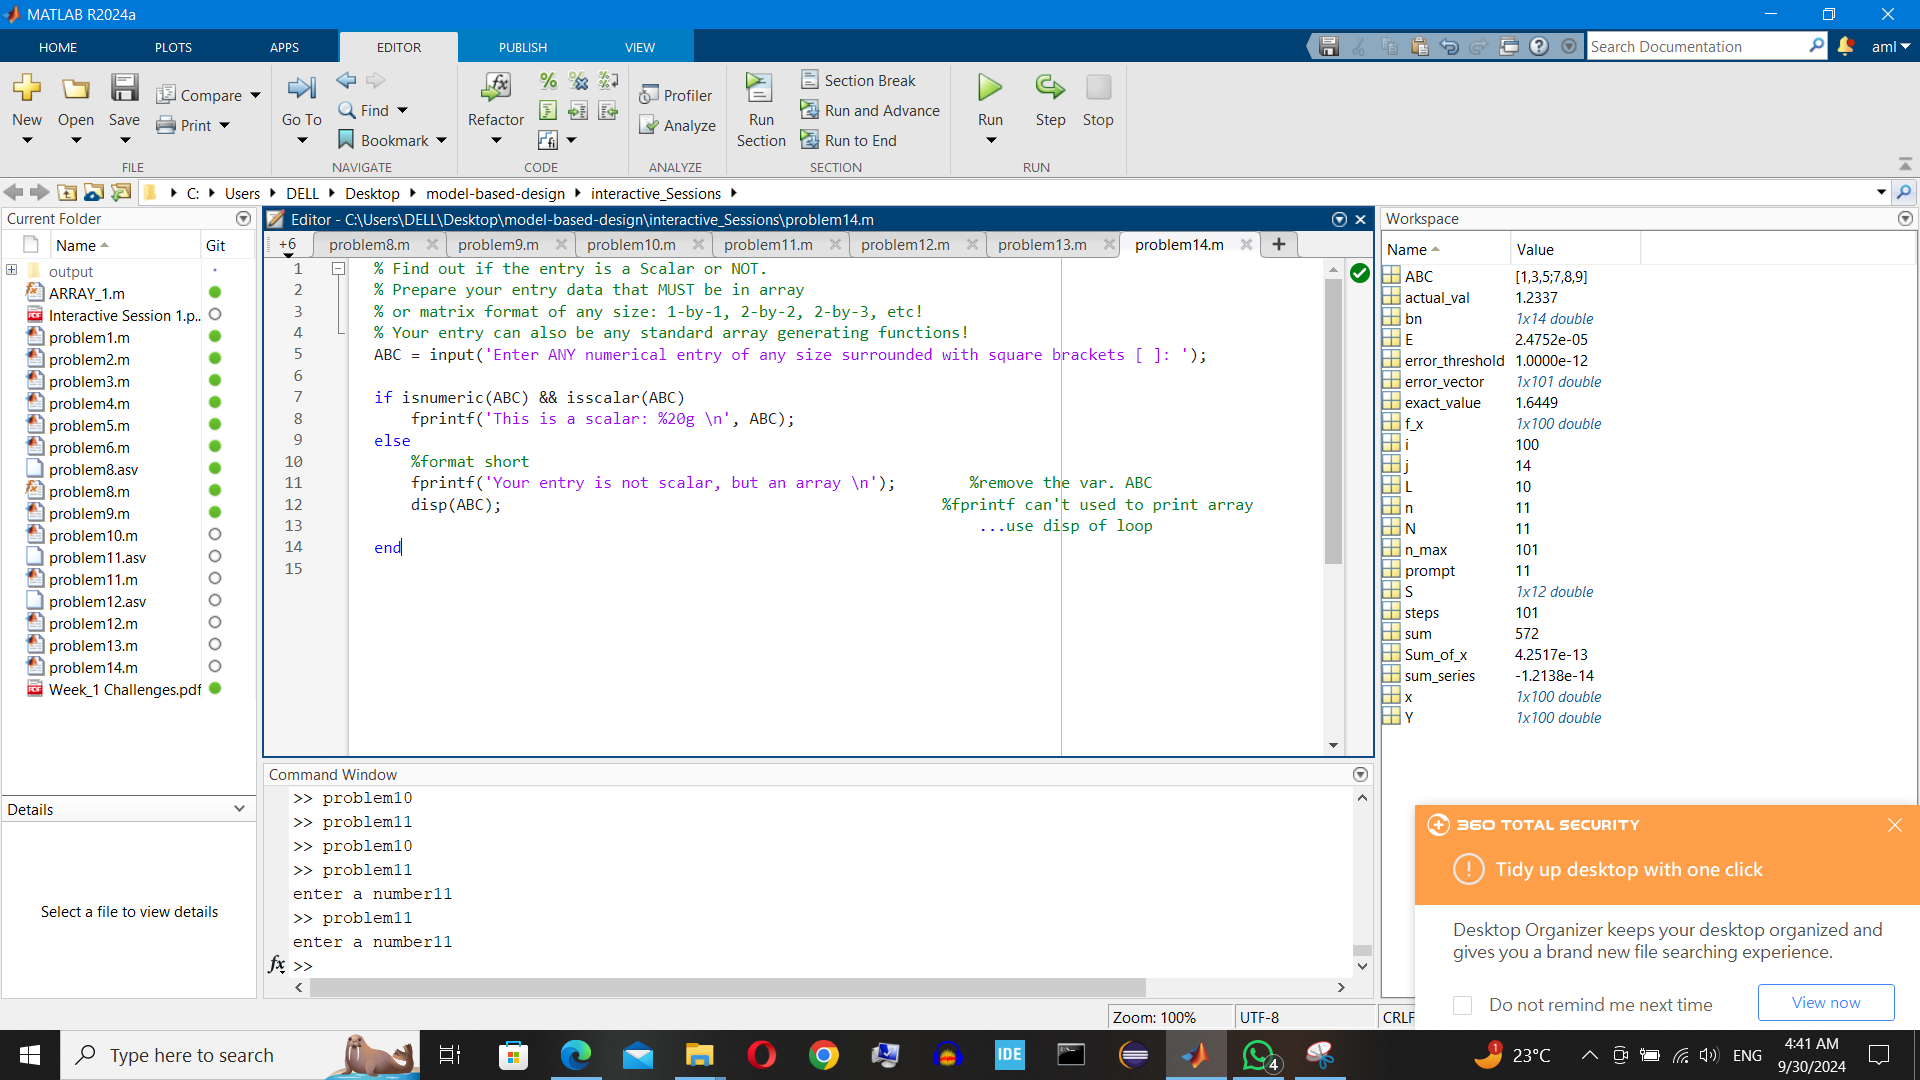 MATLAB R2024a
HOME PLOTS APPS EDITOR PUBLISH VIEW
Search Documentation
aml
New
Open
Save
Compare
Print
FILE
Go To
Find
Bookmark
NAVIGATE
Refactor
CODE
Profiler
Analyze
ANALYZE
Run Section
Section Break
Run and Advance
Run to End
SECTION
Run
Step
Stop
RUN
C: Users DELL Desktop model-based-design interactive_Sessions
Current Folder
Name Git
output
ARRAY_1.m
Interactive Session 1.p..
problem1.m
problem2.m
problem3.m
problem4.m
problem5.m
problem6.m
problem8.asv
problem8.m
problem9.m
problem10.m
problem11.asv
problem11.m
problem12.asv
problem12.m
problem13.m
problem14.m
Week_1 Challenges.pdf
Details
Select a file to view details
Editor - C:\Users\DELL\Desktop\model-based-design\interactive_Sessions\problem14.m
+6 problem8.m problem9.m problem10.m problem11.m problem12.m problem13.m problem14.m
1 % Find out if the entry is a Scalar or NOT.
2 % Prepare your entry data that MUST be in array
3 % or matrix format of any size: 1-by-1, 2-by-2, 2-by-3, etc!
4 % Your entry can also be any standard array generating functions!
5 ABC = input('Enter ANY numerical entry of any size surrounded with square brackets [ ]: ');
6
7 if isnumeric(ABC) && isscalar(ABC)
8 fprintf('This is a scalar: %20g \n', ABC);
9 else
10 %format short
11 fprintf('Your entry is not scalar, but an array \n'); %remove the var. ABC
12 disp(ABC); %fprintf can't used to print array
13 ...use disp of loop
14 end
15
Command Window
>> problem10
>> problem11
>> problem10
>> problem11
enter a number11
>> problem11
enter a number11
fx >>
Workspace
Name Value
ABC [1,3,5;7,8,9]
actual_val 1.2337
bn 1x14 double
E 2.4752e-05
error_threshold 1.0000e-12
error_vector 1x101 double
exact_value 1.6449
f_x 1x100 double
i 100
j 14
L 10
n 11
N 11
n_max 101
prompt 11
S 1x12 double
steps 101
sum 572
Sum_of_x 4.2517e-13
sum_series -1.2138e-14
x 1x100 double
Y 1x100 double
360 TOTAL SECURITY
Tidy up desktop with one click
Desktop Organizer keeps your desktop organized and
gives you a brand new file searching experience.
Do not remind me next time
View now
Zoom: 100% UTF-8 CRLF
Type here to search
IDE
4
1
23°C
ENG
4:41 AM
9/30/2024